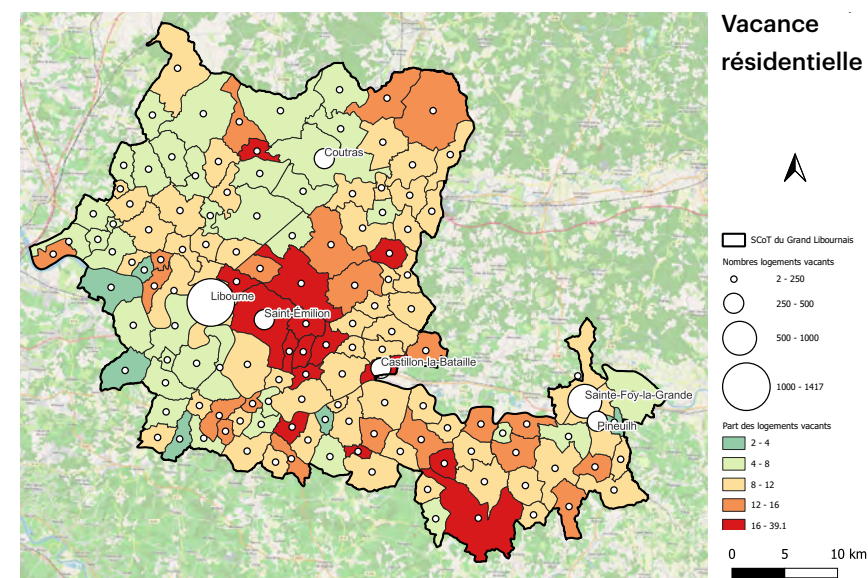 Vacance
résidentielle
Coutras
Libourne
Saint-Émilion
Castillon-la-Bataille
Sainte-Foy-la-Grande
Pineuilh
SCoT du Grand Libournais
Nombres logements vacants
2 - 250
250 - 500
500 - 1000
1000 - 1417
Part des logements vacants
2 - 4
4 - 8
8 - 12
12 - 16
16 - 39.1
0 5 10 km